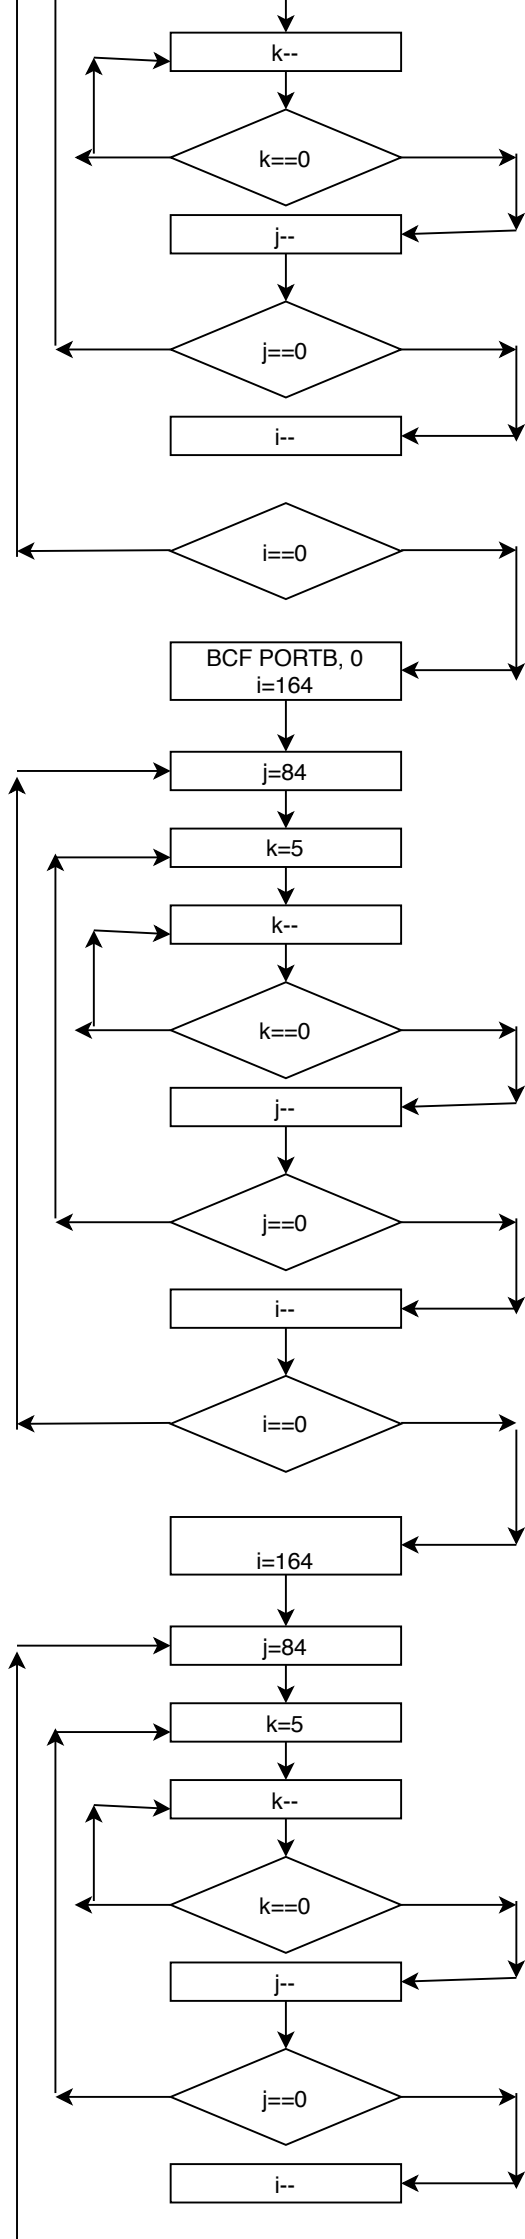 k--
k==0
j--
j==0
i--
i==0
BCF PORTB, 0
i=164
j=84
k=5
k--
k==0
j--
j==0
i--
i==0
i=164
j=84
k=5
k--
k==0
j--
j==0
i--